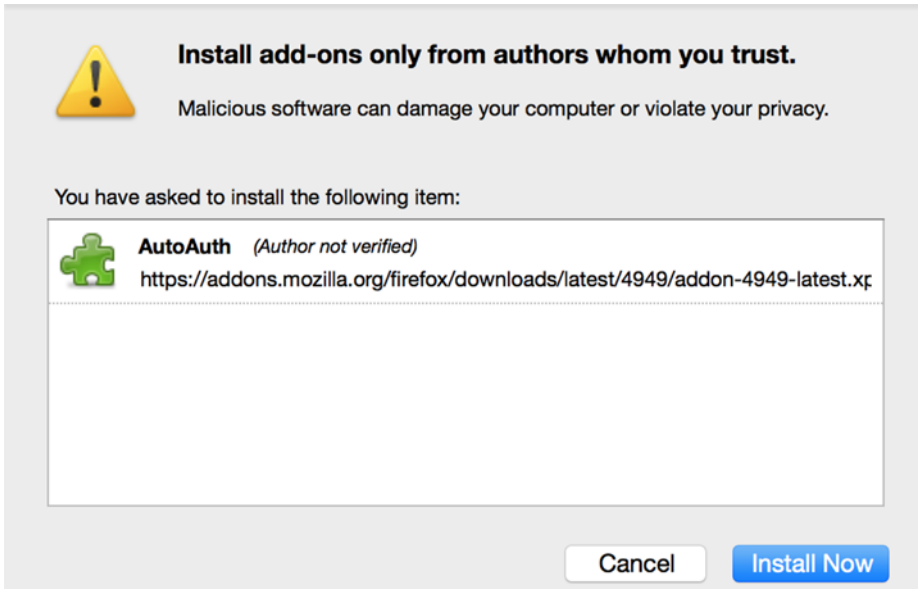 Install add-ons only from authors whom you trust.
Malicious software can damage your computer or violate your privacy.
You have asked to install the following item:
AutoAuth (Author not verified)
https://addons.mozilla.org/firefox/downloads/latest/4949/addon-4949-latest.xp
Cancel
Install Now